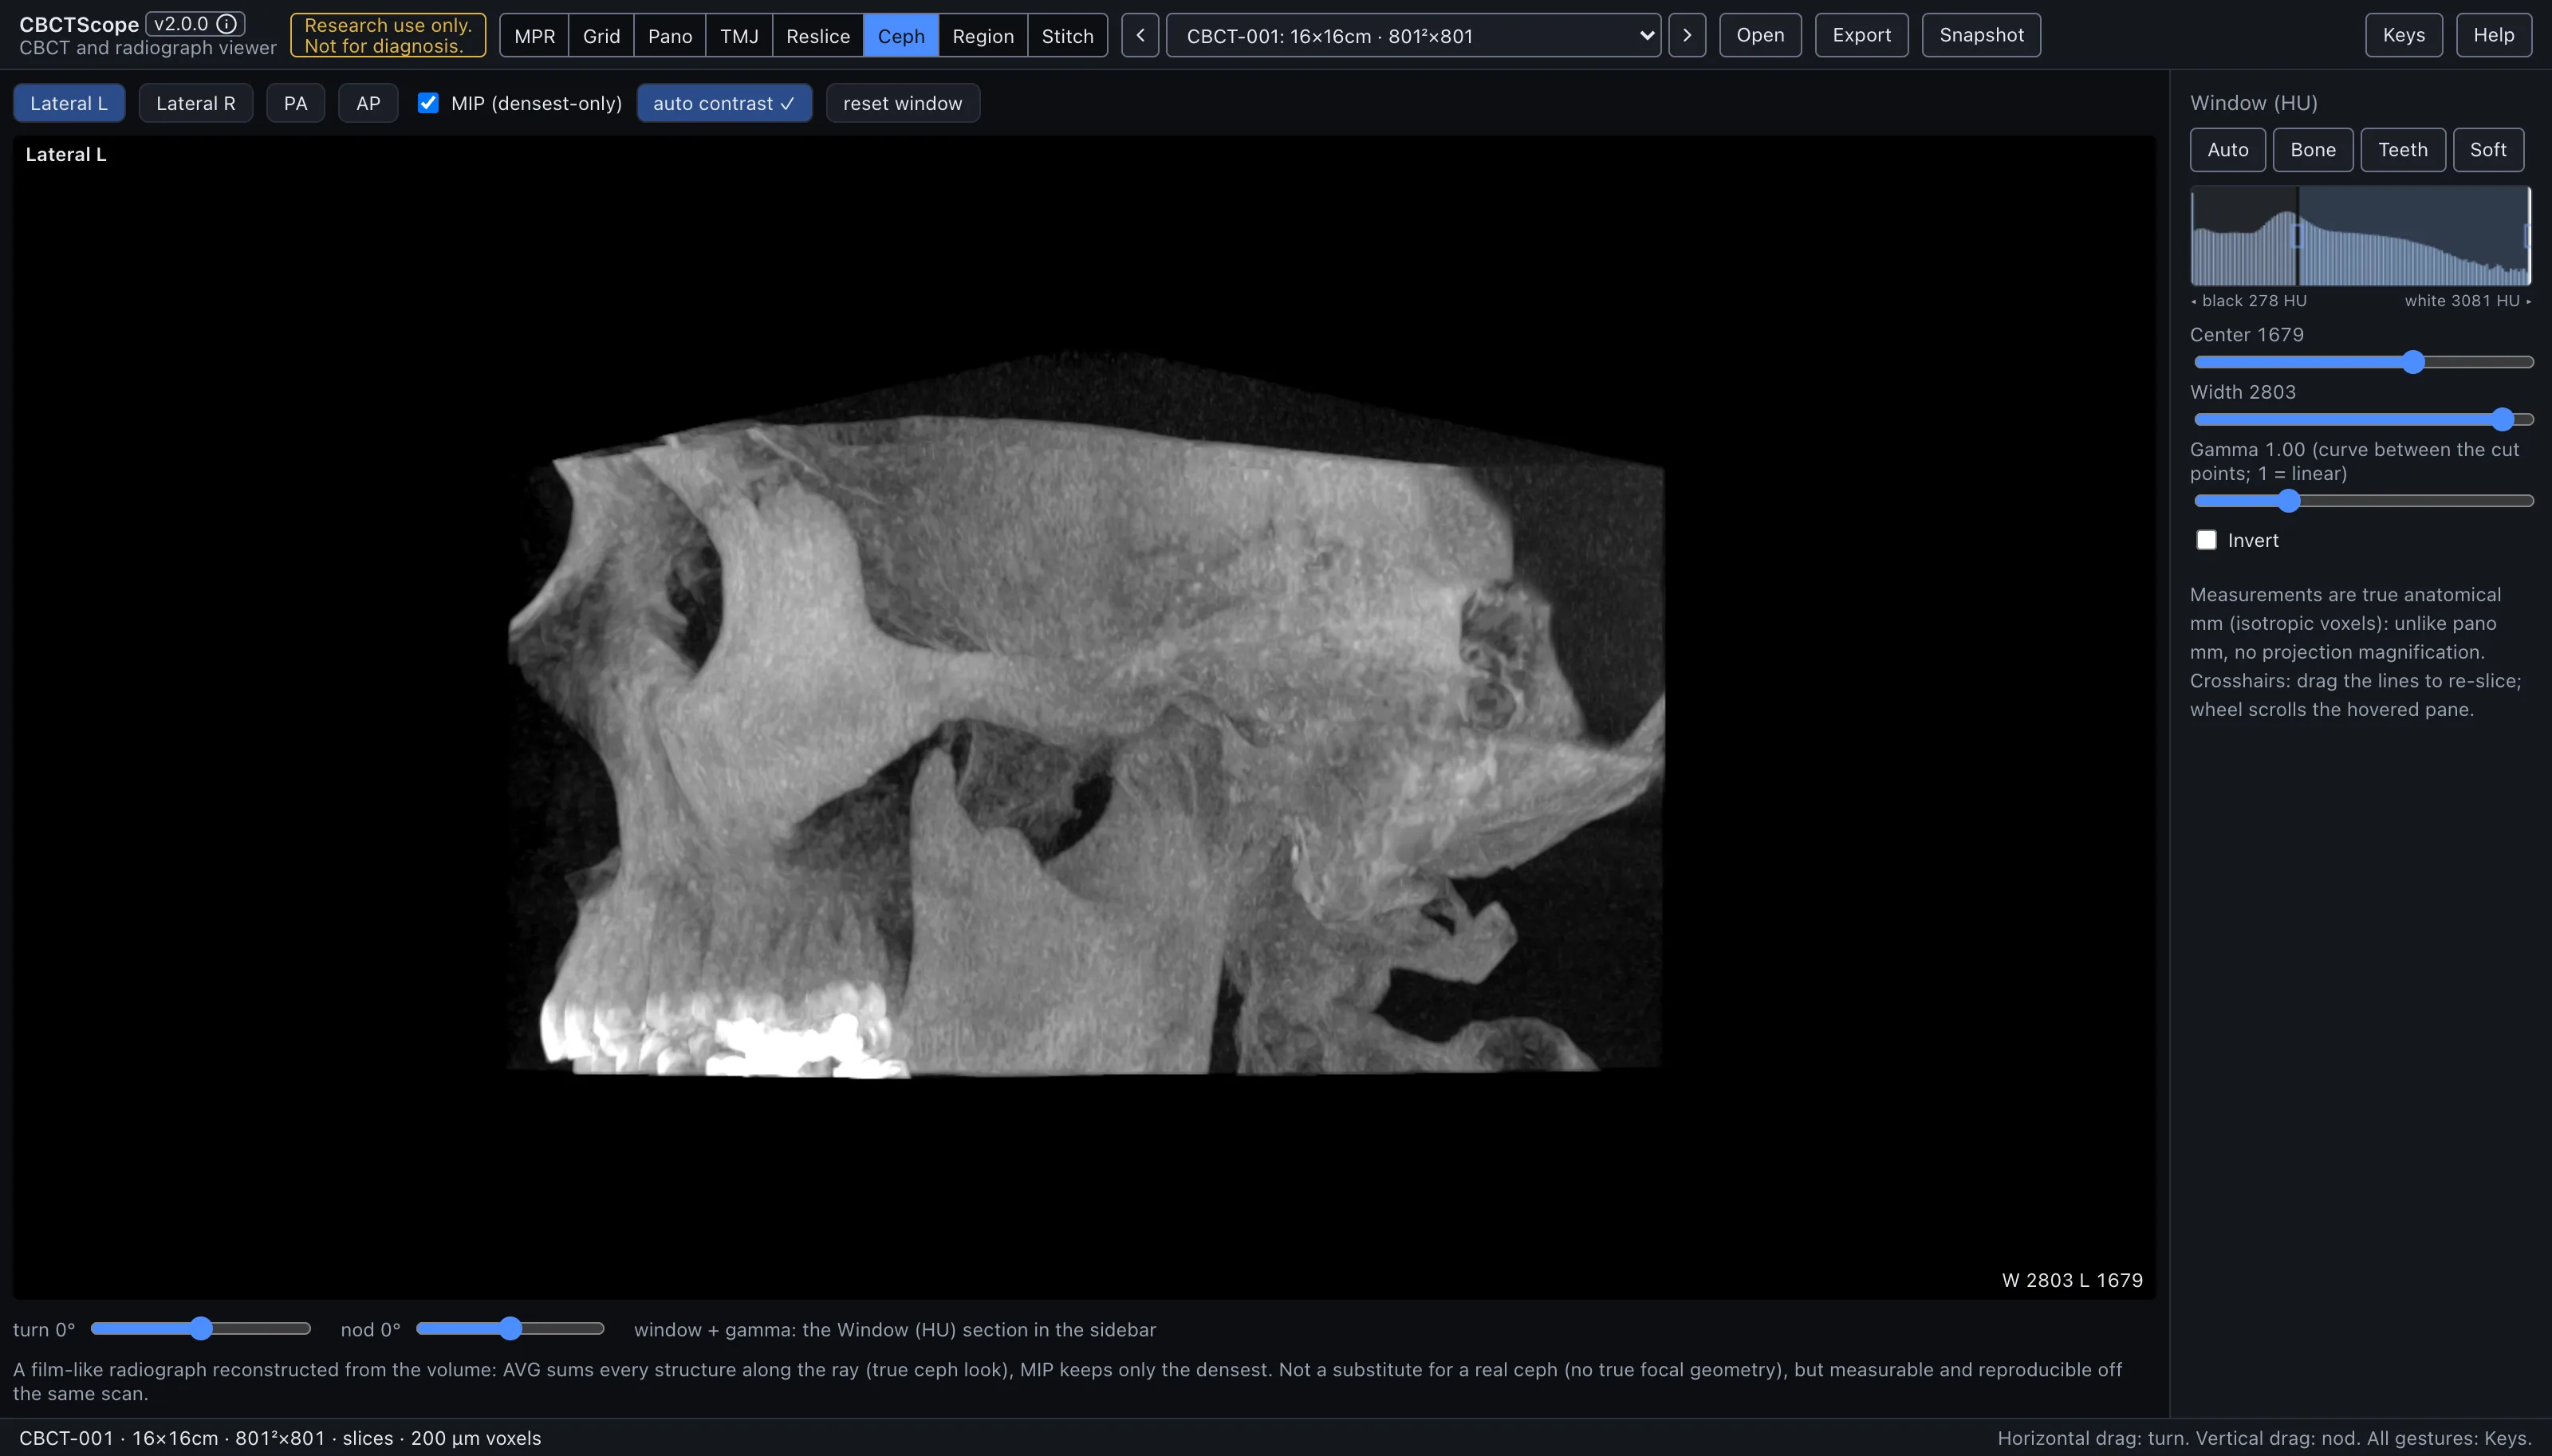 CBCTScope v2.0.0
CBCT and radiograph viewer
Research use only.
Not for diagnosis.
MPR Grid Pano TMJ Reslice Ceph Region Stitch
CBCT-001: 16×16cm · 801²×801
Open Export Snapshot Keys Help
Lateral L Lateral R PA AP MIP (densest-only) auto contrast ✓ reset window
Lateral L
W 2803 L 1679
Window (HU)
Auto Bone Teeth Soft
black 278 HU white 3081 HU
Center 1679
Width 2803
Gamma 1.00 (curve between the cut
points; 1 = linear)
Invert
Measurements are true anatomical
mm (isotropic voxels): unlike pano
mm, no projection magnification.
Crosshairs: drag the lines to re-slice;
wheel scrolls the hovered pane.
turn 0° nod 0° window + gamma: the Window (HU) section in the sidebar
A film-like radiograph reconstructed from the volume: AVG sums every structure along the ray (true ceph look), MIP keeps only the densest. Not a substitute for a real ceph (no true focal geometry), but measurable and reproducible off
the same scan.
CBCT-001 · 16×16cm · 801²×801 · slices · 200 µm voxels
Horizontal drag: turn. Vertical drag: nod. All gestures: Keys.